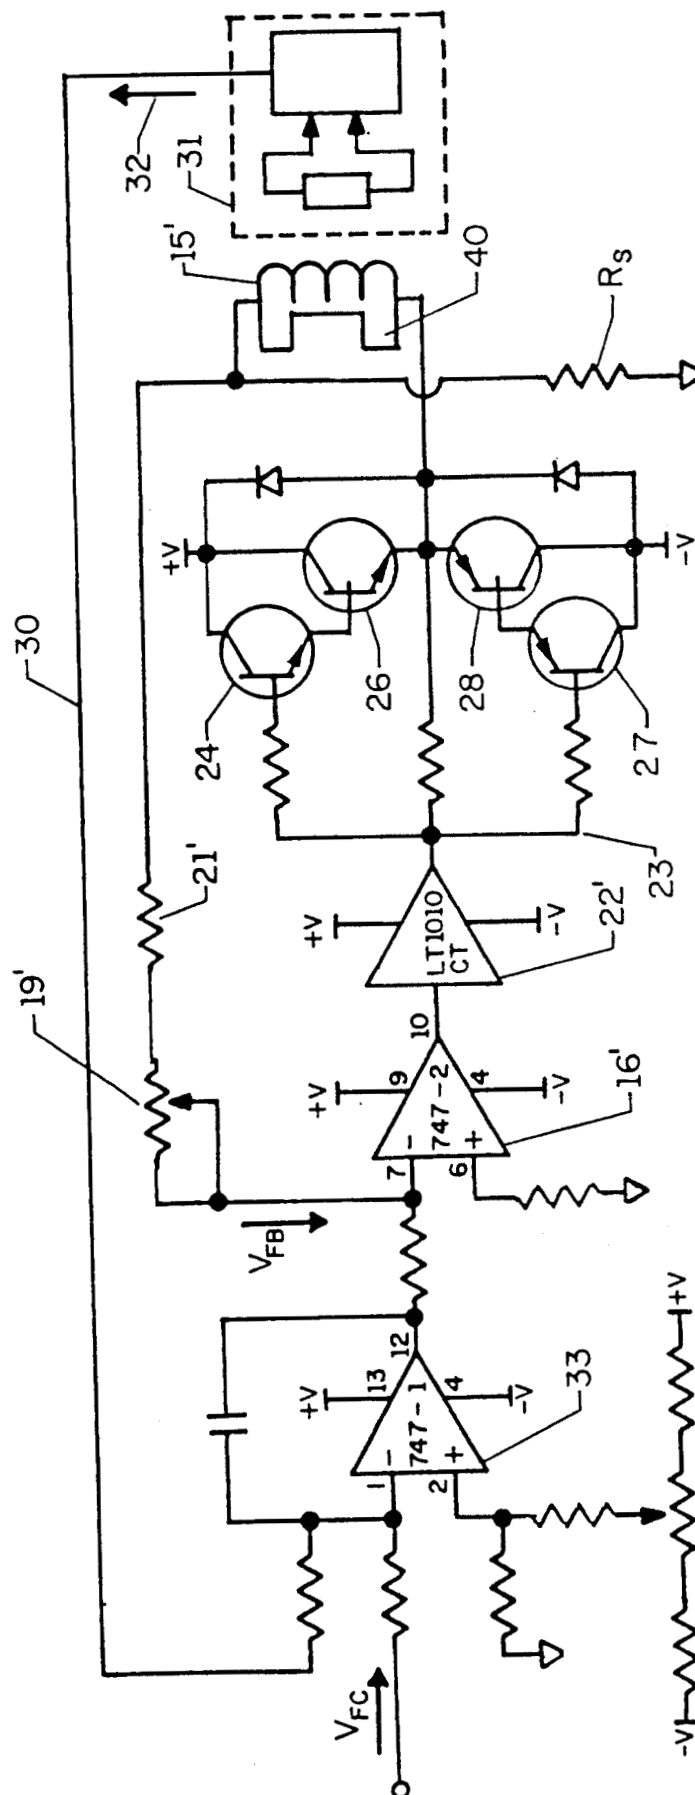 30
32
31
15'
40
RS
19'
21'
+V
24
26
28
27
-V
23
+V
LT1010
CT
-V
22'
10
+V
9
7
-
747-2
6
+
4
-V
16'
VFB
12
+V
13
1
-
747-1
2
+
4
-V
33
VFC
-V
+V